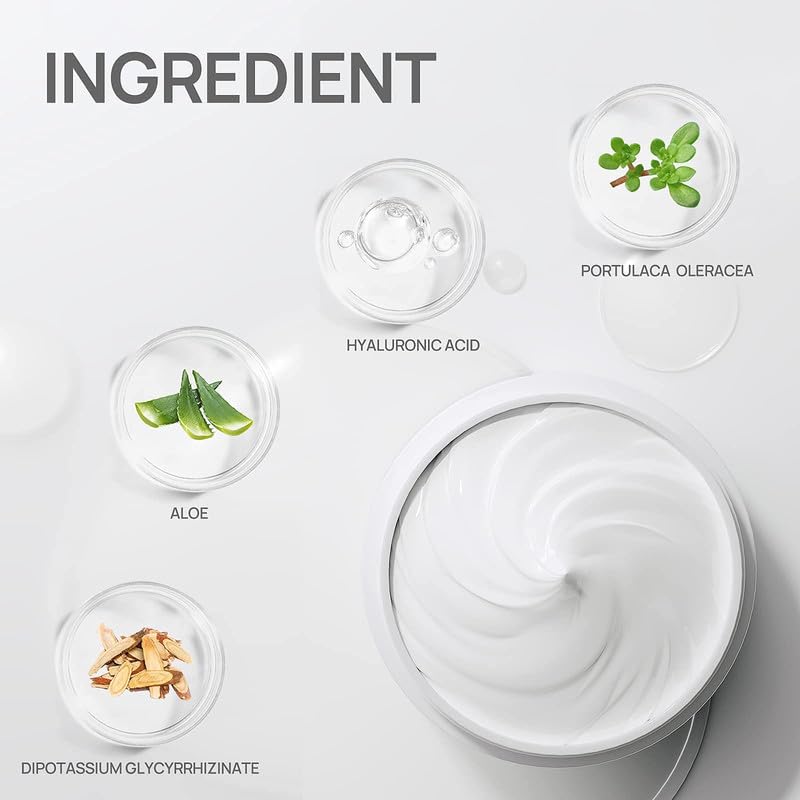 INGREDIENT
PORTULACA OLERACEA
HYALURONIC ACID
ALOE
DIPOTASSIUM GLYCYRRHIZINATE